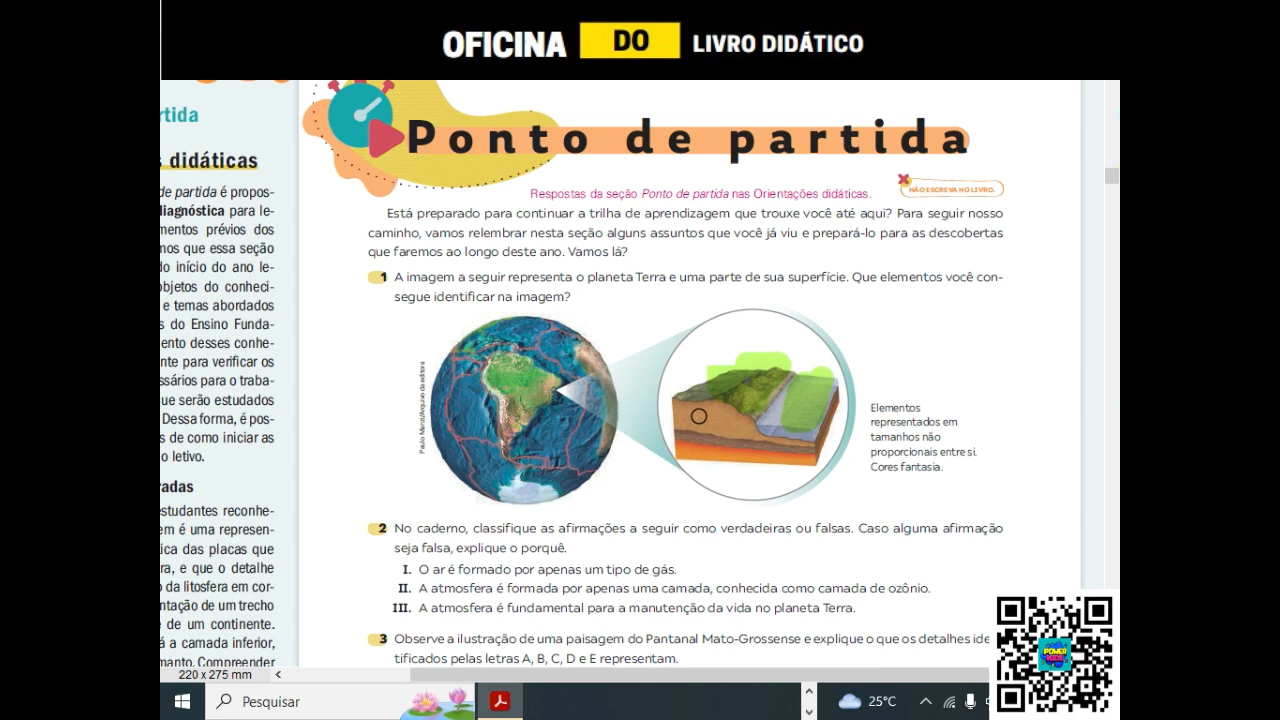 OFICINA DO LIVRO DIDÁTICO
Ponto de partida
Respostas da seção Ponto de partida nas Orientações didáticas.
NÃO ESCREVA NO LIVRO.
Está preparado para continuar a trilha de aprendizagem que trouxe você até aqui? Para seguir nosso
caminho, vamos relembrar nesta seção alguns assuntos que você já viu e prepará-lo para as descobertas
que faremos ao longo deste ano. Vamos lá?
1 A imagem a seguir representa o planeta Terra e uma parte de sua superfície. Que elementos você con-
segue identificar na imagem?
Paulo Manzi/Arquivo da editora
Elementos
representados em
tamanhos não
proporcionais entre si.
Cores fantasia.
2 No caderno, classifique as afirmações a seguir como verdadeiras ou falsas. Caso alguma afirmação
seja falsa, explique o porquê.
I. O ar é formado por apenas um tipo de gás.
II. A atmosfera é formada por apenas uma camada, conhecida como camada de ozônio.
III. A atmosfera é fundamental para a manutenção da vida no planeta Terra.
3 Observe a ilustração de uma paisagem do Pantanal Mato-Grossense e explique o que os detalhes ide
tificados pelas letras A, B, C, D e E representam.
rtida
s didáticas
de partida é propos-
diagnóstica para le-
mentos prévios dos
mos que essa seção
do início do ano le-
objetos do conheci-
e temas abordados
s do Ensino Funda-
ento desses conhe-
nte para verificar os
ssários para o traba-
ue serão estudados
Dessa forma, é pos-
s de como iniciar as
o letivo.
radas
estudantes reconhe-
em é uma represen-
ica das placas que
ra, e que o detalhe
da litosfera em cor-
ntação de um trecho
e de um continente.
á a camada inferior,
manto. Compreender
220 x 275 mm
Pesquisar
25°C
POWER KIDS